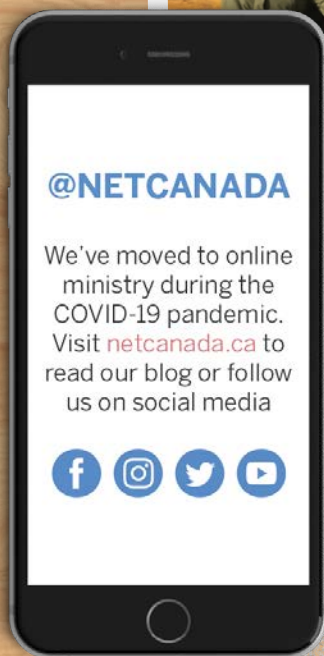 @NETCANADA
We've moved to online
ministry during the
COVID-19 pandemic.
Visit netcanada.ca to
read our blog or follow
us on social media